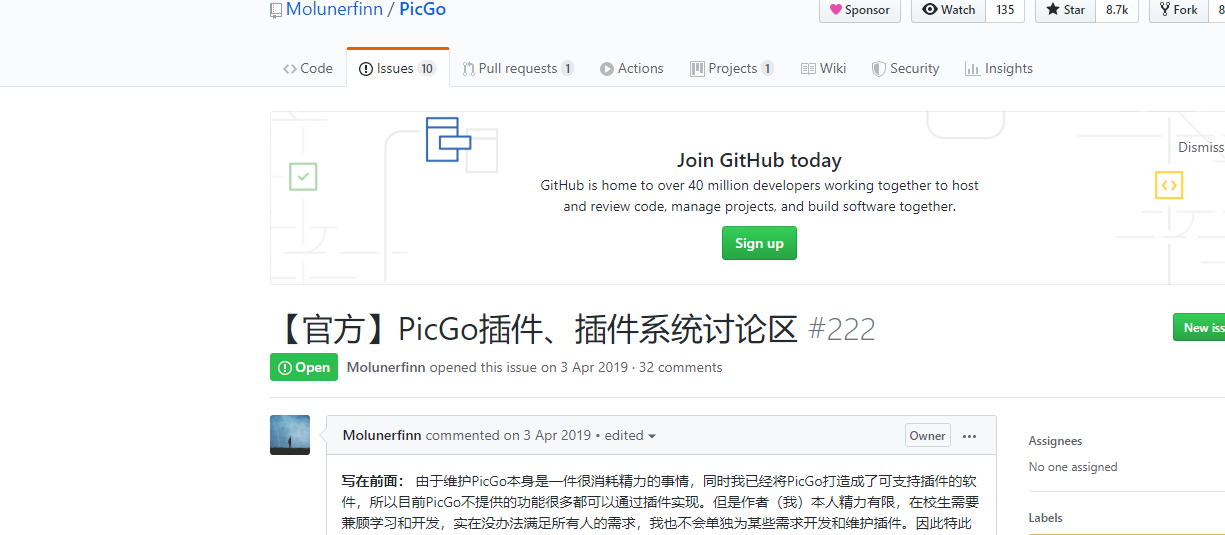 Molunerfinn / PicGo
Sponsor Watch 135 Star 8.7k Fork
Code Issues 10 Pull requests 1 Actions Projects 1 Wiki Security Insights
Join GitHub today
Dismiss
GitHub is home to over 40 million developers working together to host
and review code, manage projects, and build software together.
Sign up
【官方】PicGo插件、插件系统讨论区 #222
New
Open Molunerfinn opened this issue on 3 Apr 2019 · 32 comments
Molunerfinn commented on 3 Apr 2019 • edited
Owner
Assignees
No one assigned
写在前面： 由于维护PicGo本身是一件很消耗精力的事情，同时我已经将PicGo打造成了可支持插件的软
件，所以目前PicGo不提供的功能很多都可以通过插件实现。但是作者（我）本人精力有限，在校生需要
兼顾学习和开发，实在没办法满足所有人的需求，我也不会单独为某些需求开发和维护插件。因此特此
Labels